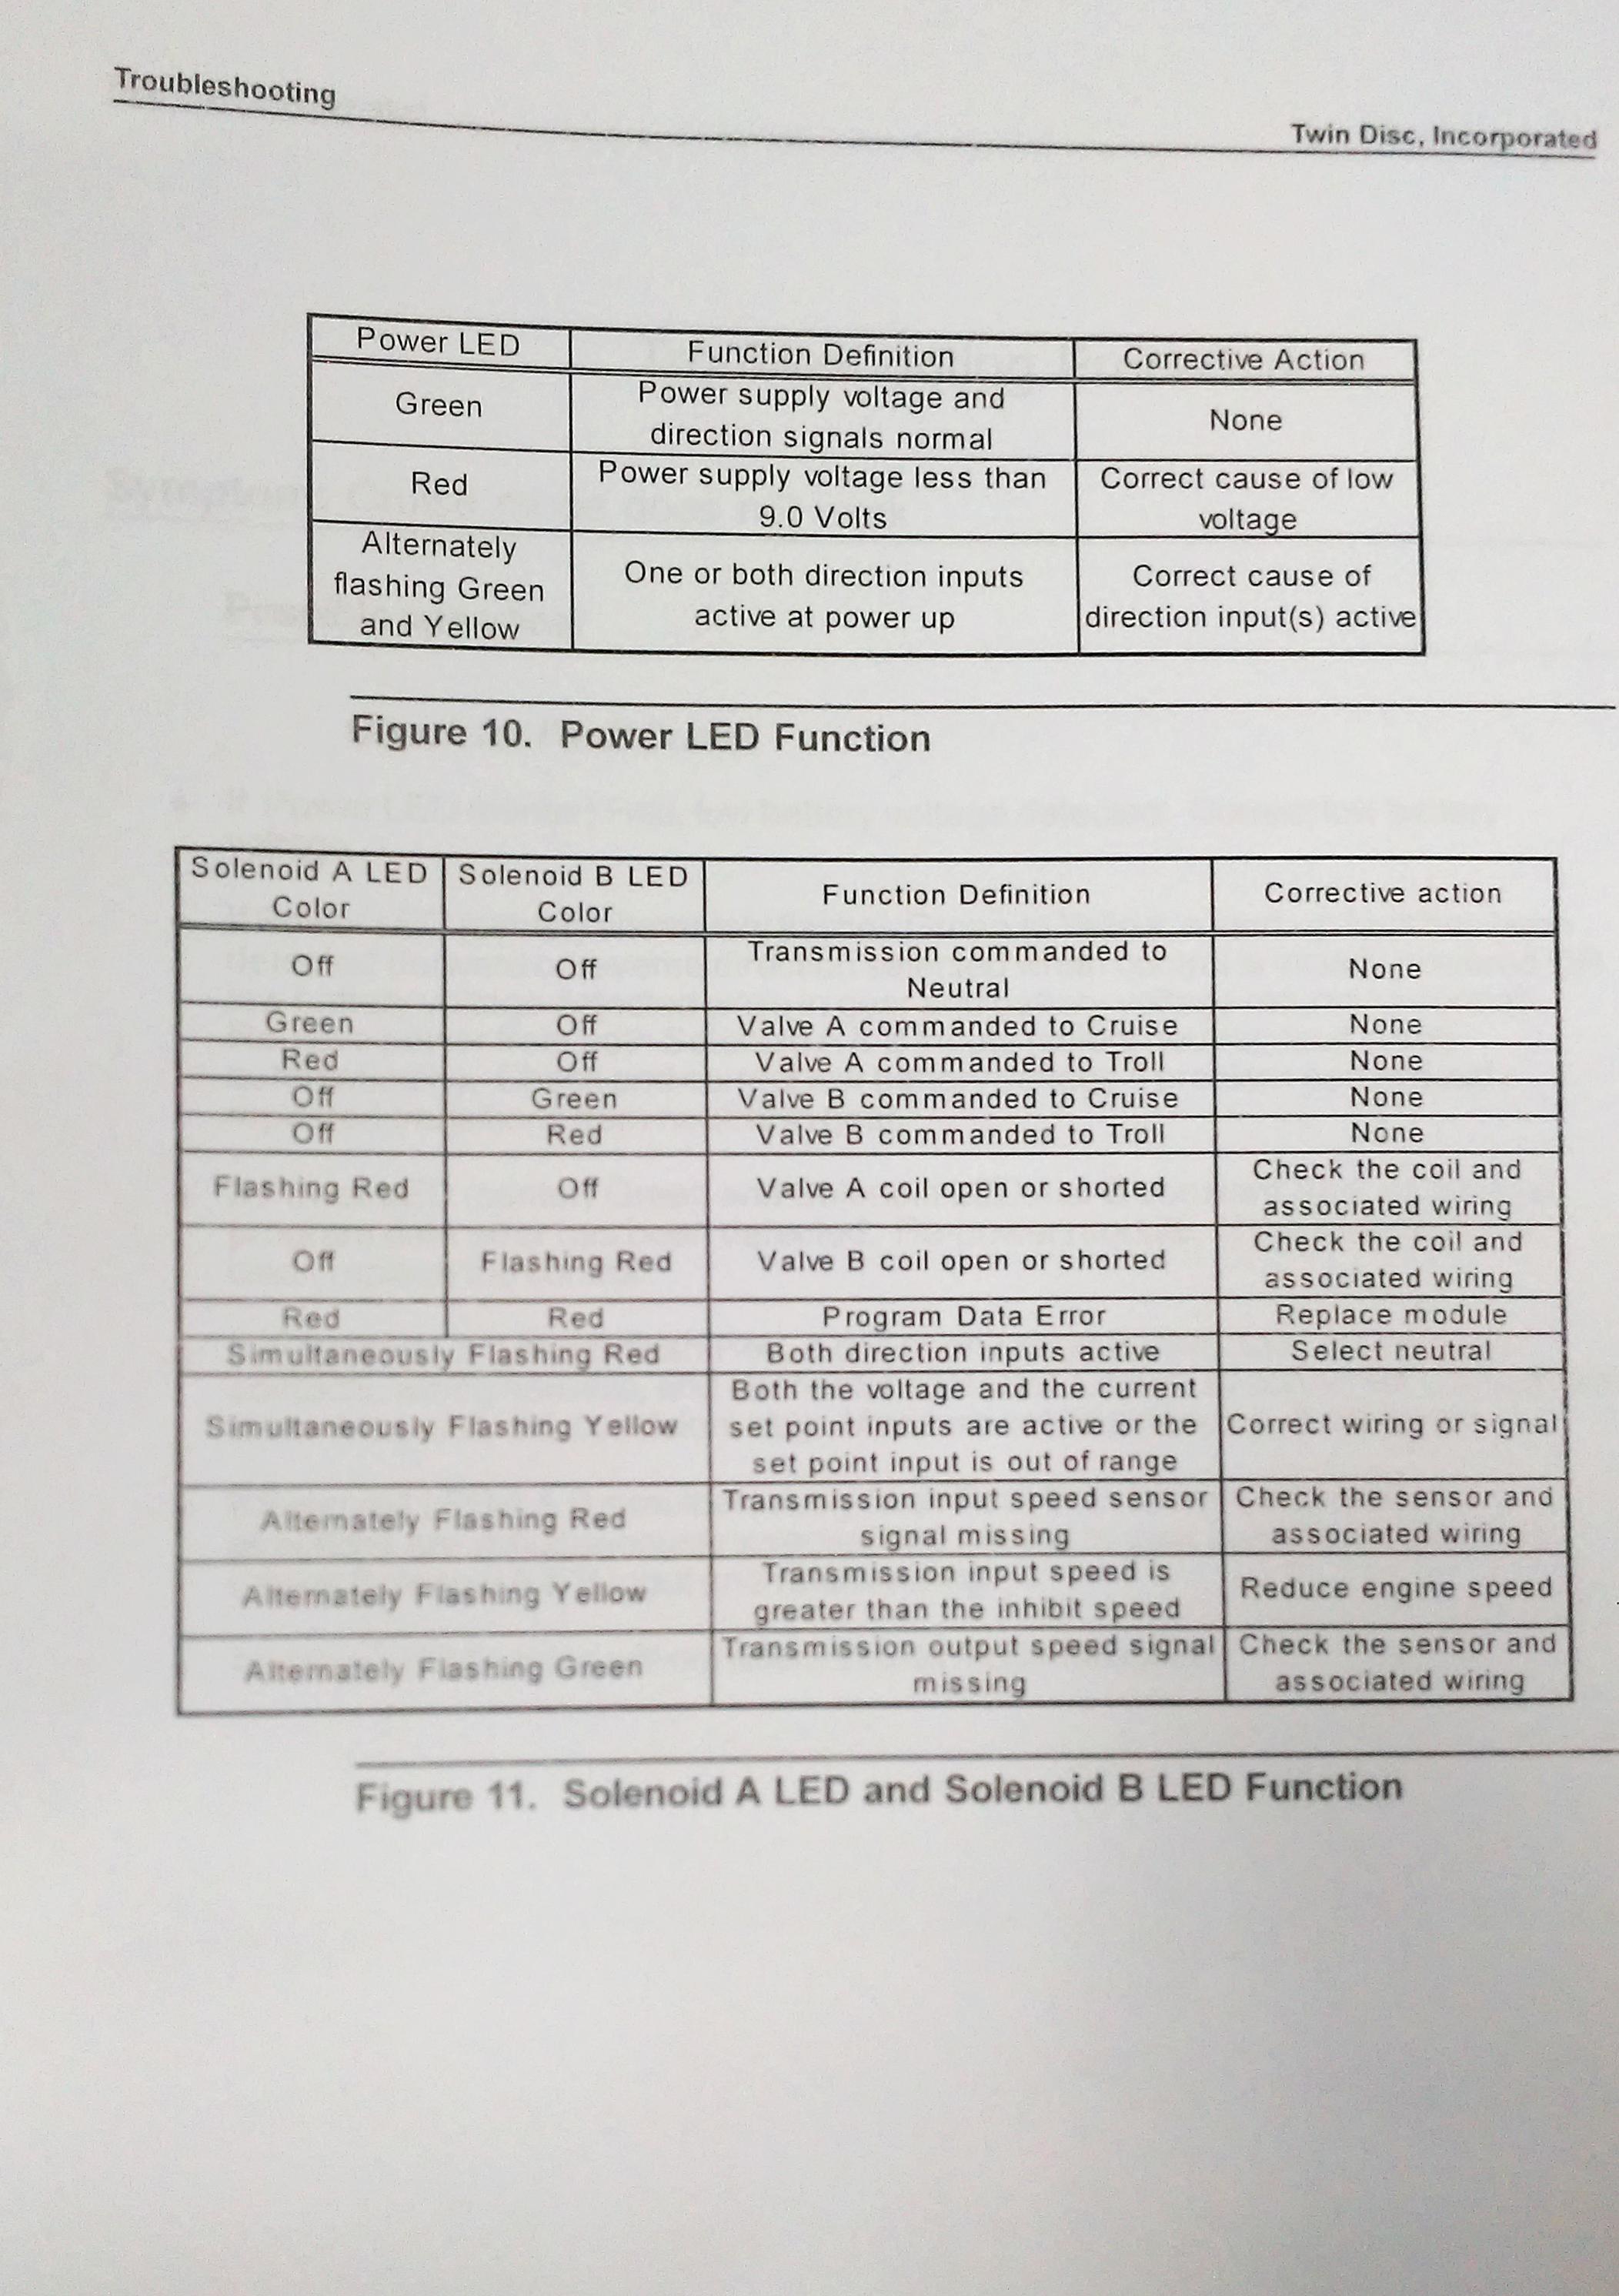 Troubleshooting
Twin Disc, Incorporated
Power LED
Function Definition
Corrective Action
Green
Power supply voltage and
direction signals normal
None
Red
Power supply voltage less than
9.0 Volts
Correct cause of low
voltage
Alternately
flashing Green
and Yellow
One or both direction inputs
active at power up
Correct cause of
direction input(s) active
Figure 10. Power LED Function
Solenoid A LED
Color
Solenoid B LED
Color
Function Definition
Corrective action
Off
Off
Transmission commanded to
Neutral
None
Green
Off
Valve A commanded to Cruise
None
Red
Off
Valve A commanded to Troll
None
Off
Green
Valve B commanded to Cruise
None
Off
Red
Valve B commanded to Troll
None
Flashing Red
Off
Valve A coil open or shorted
Check the coil and
associated wiring
Off
Flashing Red
Valve B coil open or shorted
Check the coil and
associated wiring
Red
Red
Program Data Error
Replace module
Simultaneously Flashing Red
Both direction inputs active
Select neutral
Simultaneously Flashing Yellow
Both the voltage and the current
set point inputs are active or the
set point input is out of range
Correct wiring or signal
Alternately Flashing Red
Transmission input speed sensor
signal missing
Check the sensor and
associated wiring
Alternately Flashing Yellow
Transmission input speed is
greater than the inhibit speed
Reduce engine speed
Alternately Flashing Green
Transmission output speed signal
missing
Check the sensor and
associated wiring
Figure 11. Solenoid A LED and Solenoid B LED Function